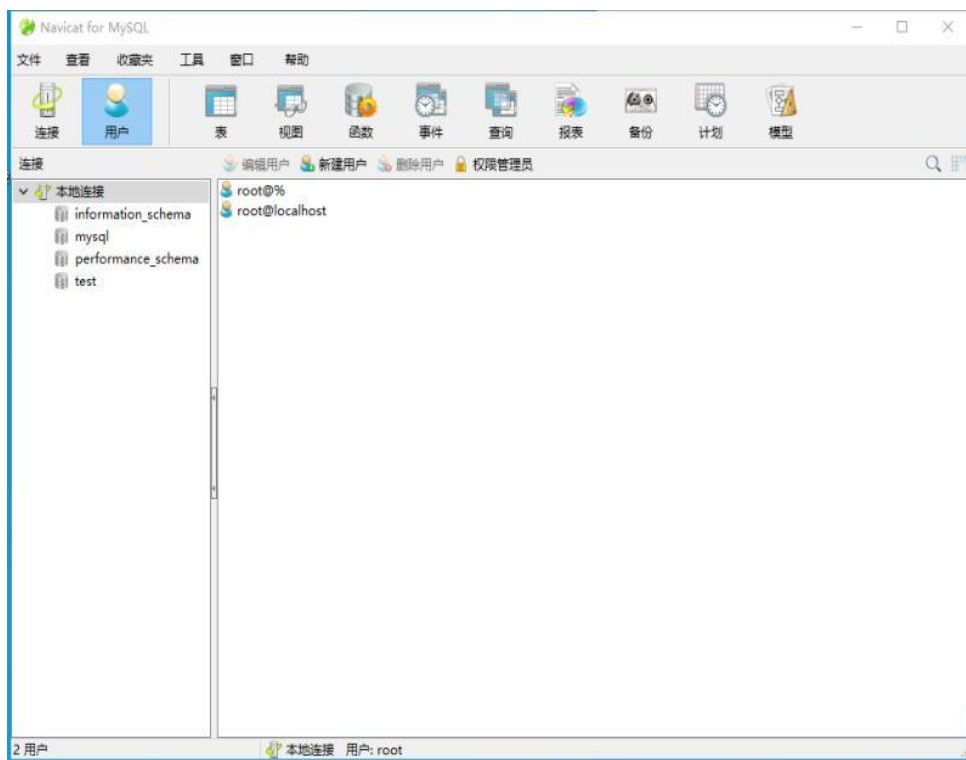 Navicat for MySQL
文件 查看 收藏夹 工具 窗口 帮助
连接 用户 表 视图 函数 事件 查询 报表 备份 计划 模型
连接 编辑用户 新建用户 删除用户 权限管理员
本地连接 root@%
information_schema root@localhost
mysql
performance_schema
test
2 用户 本地连接 用户: root